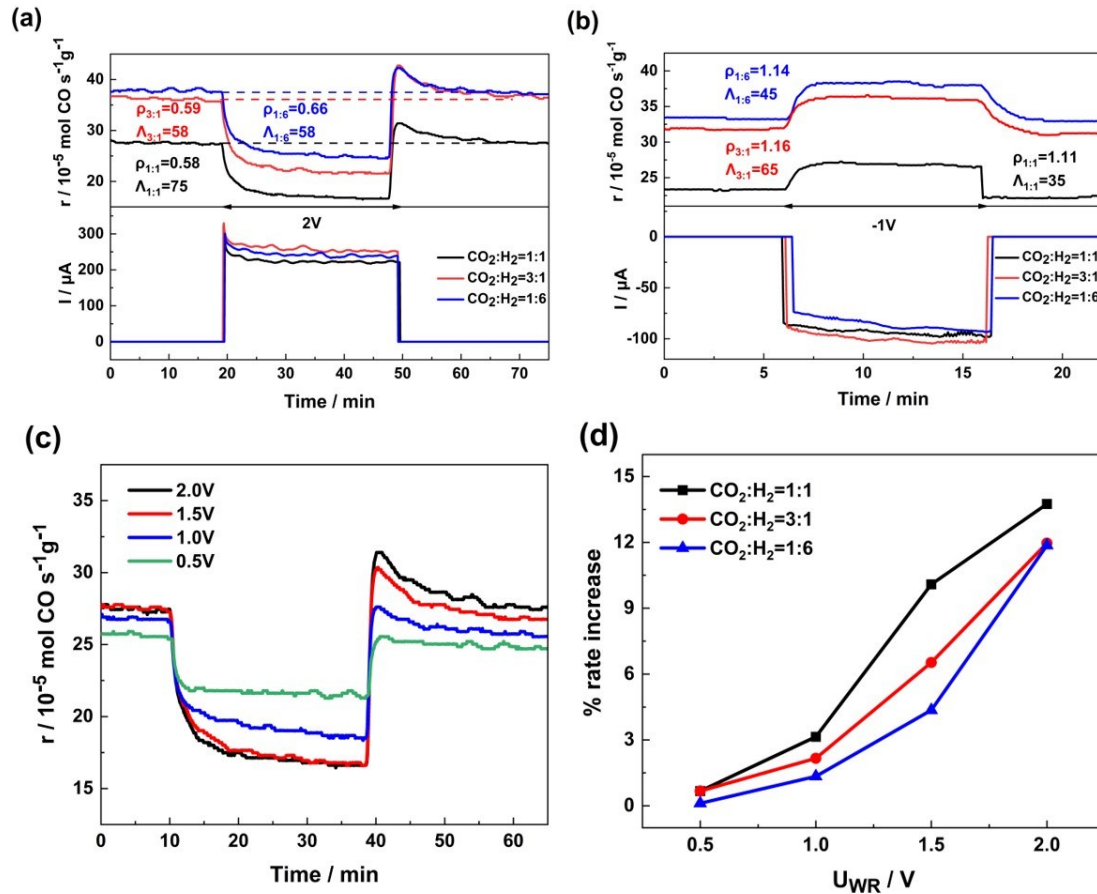 (a)
r / 10⁻⁵ mol CO s⁻¹g⁻¹
40
30
20
ρ₃:₁=0.59
Λ₃:₁=58
ρ₁:₆=0.66
Λ₁:₆=58
ρ₁:₁=0.58
Λ₁:₁=75
2V
I / µA
300
200
100
0
CO₂:H₂=1:1
CO₂:H₂=3:1
CO₂:H₂=1:6
0 10 20 30 40 50 60 70
Time / min
(b)
r / 10⁻⁵ mol CO s⁻¹g⁻¹
45
40
35
30
25
ρ₁:₆=1.14
Λ₁:₆=45
ρ₃:₁=1.16
Λ₃:₁=65
ρ₁:₁=1.11
Λ₁:₁=35
-1V
I / µA
0
-50
-100
CO₂:H₂=1:1
CO₂:H₂=3:1
CO₂:H₂=1:6
0 5 10 15 20
Time / min
(c)
r / 10⁻⁵ mol CO s⁻¹g⁻¹
35
30
25
20
15
2.0V
1.5V
1.0V
0.5V
0 10 20 30 40 50 60
Time / min
(d)
% rate increase
15
12
9
6
3
0
CO₂:H₂=1:1
CO₂:H₂=3:1
CO₂:H₂=1:6
0.5 1.0 1.5 2.0
U_WR / V